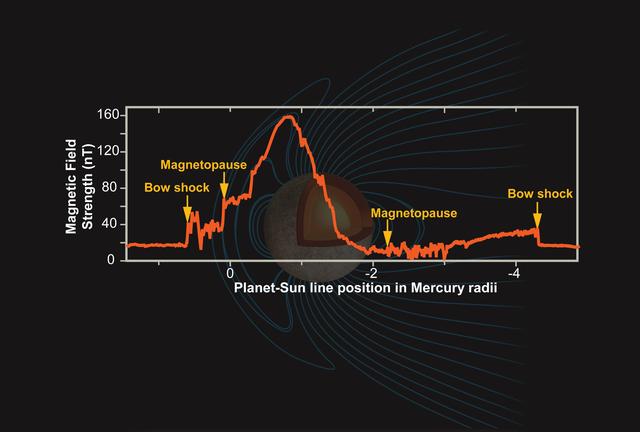 160
120
80
40
0
Magnetic Field
Strength (nT)
Magnetopause
Bow shock
Bow shock
Magnetopause
0
-2
-4
Planet-Sun line position in Mercury radii